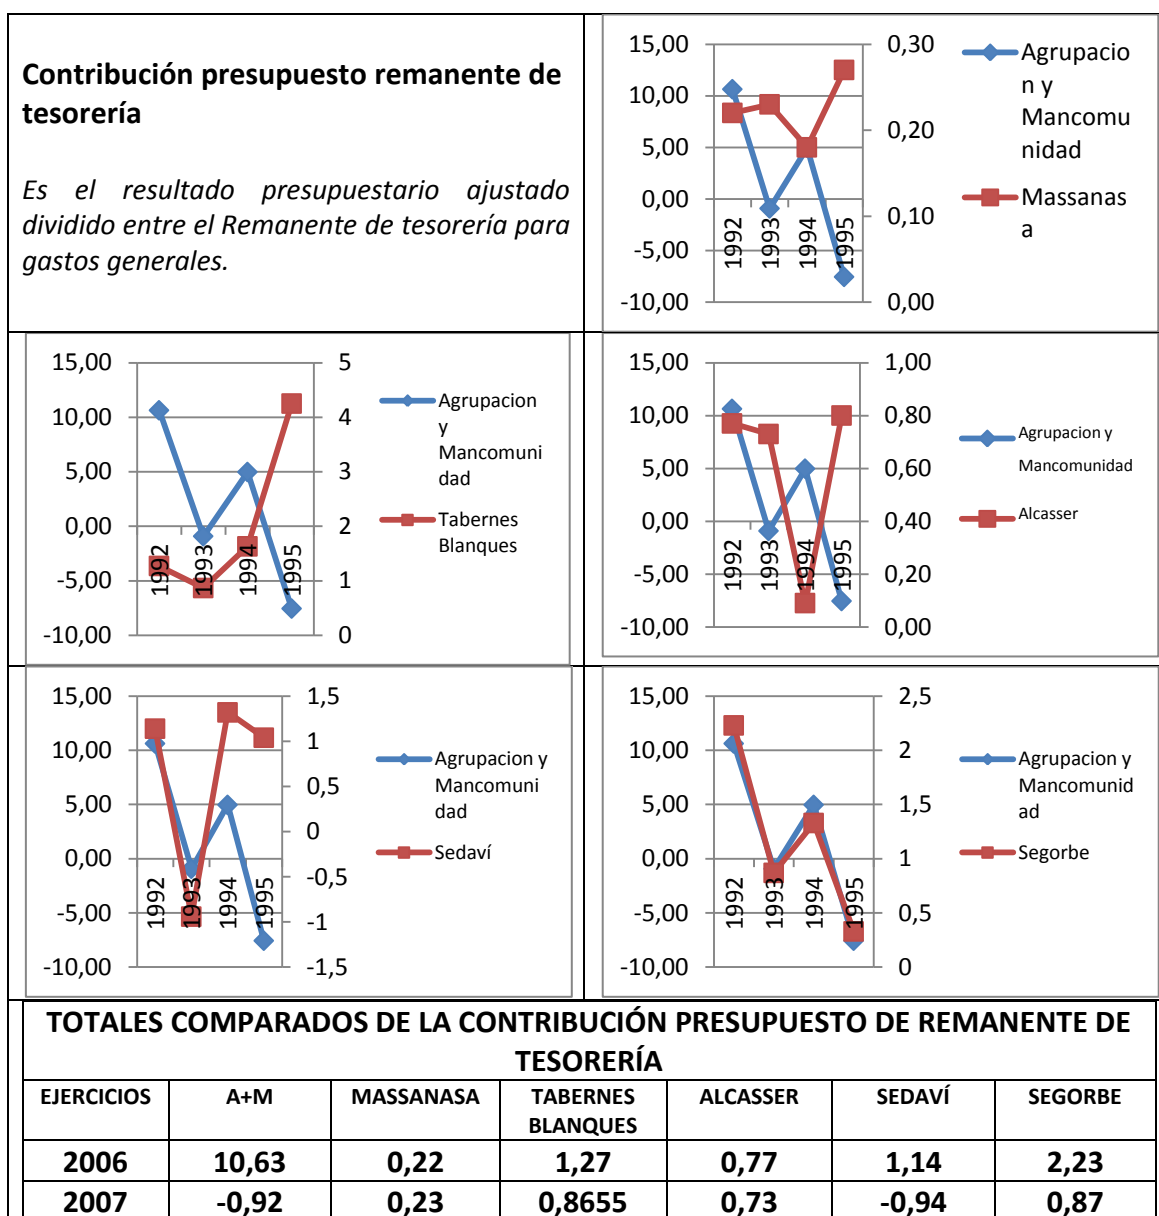 Contribución presupuesto remanente de
tesorería
Es el resultado presupuestario ajustado
dividido entre el Remanente de tesorería para
gastos generales.
15,00
10,00
5,00
0,00
-5,00
-10,00
1992
1993
1994
1995
0,30
0,20
0,10
0,00
Agrupacio
n y
Mancomu
nidad
Massanas
a
15,00
10,00
5,00
0,00
-5,00
-10,00
1992
1993
1994
1995
5
4
3
2
1
0
Agrupacion
y
Mancomuni
dad
Tabernes
Blanques
15,00
10,00
5,00
0,00
-5,00
-10,00
1992
1993
1994
1995
1,00
0,80
0,60
0,40
0,20
0,00
Agrupacion y
Mancomunidad
Alcasser
15,00
10,00
5,00
0,00
-5,00
-10,00
1992
1993
1994
1995
1,5
1
0,5
0
-0,5
-1
-1,5
Agrupacion y
Mancomuni
dad
Sedaví
15,00
10,00
5,00
0,00
-5,00
-10,00
1992
1993
1994
1995
2,5
2
1,5
1
0,5
0
Agrupacion y
Mancomunid
ad
Segorbe
TOTALES COMPARADOS DE LA CONTRIBUCIÓN PRESUPUESTO DE REMANENTE DE
TESORERÍA
EJERCICIOS A+M MASSANASA TABERNES BLANQUES ALCASSER SEDAVÍ SEGORBE
2006 10,63 0,22 1,27 0,77 1,14 2,23
2007 -0,92 0,23 0,8655 0,73 -0,94 0,87